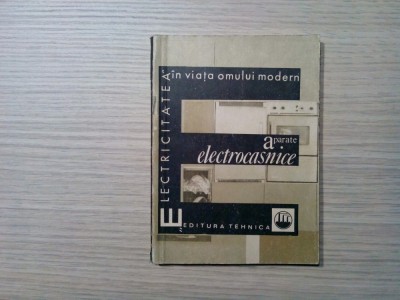 "ELECTRICITATEA"
în viața omului modern
aparate
electrocasnice
EDITURA TEHNICA